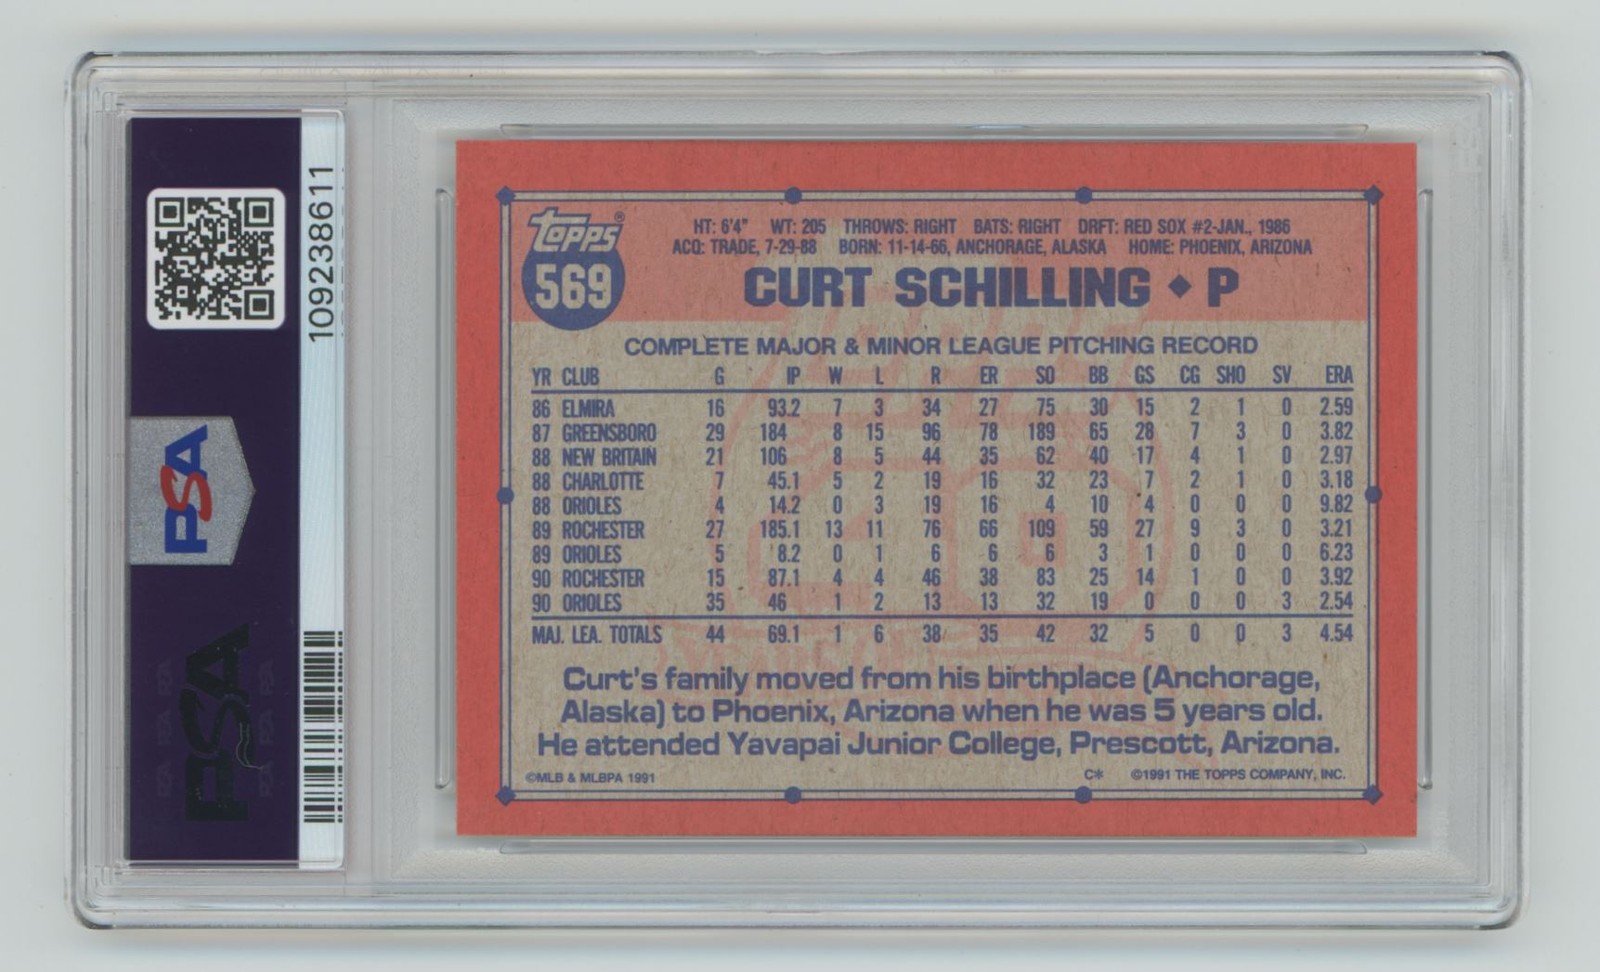 109238611
PSA
PSA
Topps®
569
HT: 6'4" WT: 205 THROWS: RIGHT BATS: RIGHT DRFT: RED SOX #2-JAN., 1986
ACQ: TRADE, 7-29-88 BORN: 11-14-66, ANCHORAGE, ALASKA HOME: PHOENIX, ARIZONA
CURT SCHILLING ◆ P
COMPLETE MAJOR & MINOR LEAGUE PITCHING RECORD
YR CLUB G IP W L R ER SO BB GS CG SHO SV ERA
86 ELMIRA 16 93.2 7 3 34 27 75 30 15 2 1 0 2.59
87 GREENSBORO 29 184 8 15 96 78 189 65 28 7 3 0 3.82
88 NEW BRITAIN 21 106 8 5 44 35 62 40 17 4 1 0 2.97
88 CHARLOTTE 7 45.1 5 2 19 16 32 23 7 2 1 0 3.18
88 ORIOLES 4 14.2 0 3 19 16 4 10 4 0 0 0 9.82
89 ROCHESTER 27 185.1 13 11 76 66 109 59 27 9 3 0 3.21
89 ORIOLES 5 8.2 0 1 6 6 6 3 1 0 0 0 6.23
90 ROCHESTER 15 87.1 4 4 46 38 83 25 14 1 0 0 3.92
90 ORIOLES 35 46 1 2 13 13 32 19 0 0 0 3 2.54
MAJ. LEA. TOTALS 44 69.1 1 6 38 35 42 32 5 0 0 3 4.54
Curt's family moved from his birthplace (Anchorage,
Alaska) to Phoenix, Arizona when he was 5 years old.
He attended Yavapai Junior College, Prescott, Arizona.
©MLB & MLBPA 1991 C* ©1991 THE TOPPS COMPANY, INC.